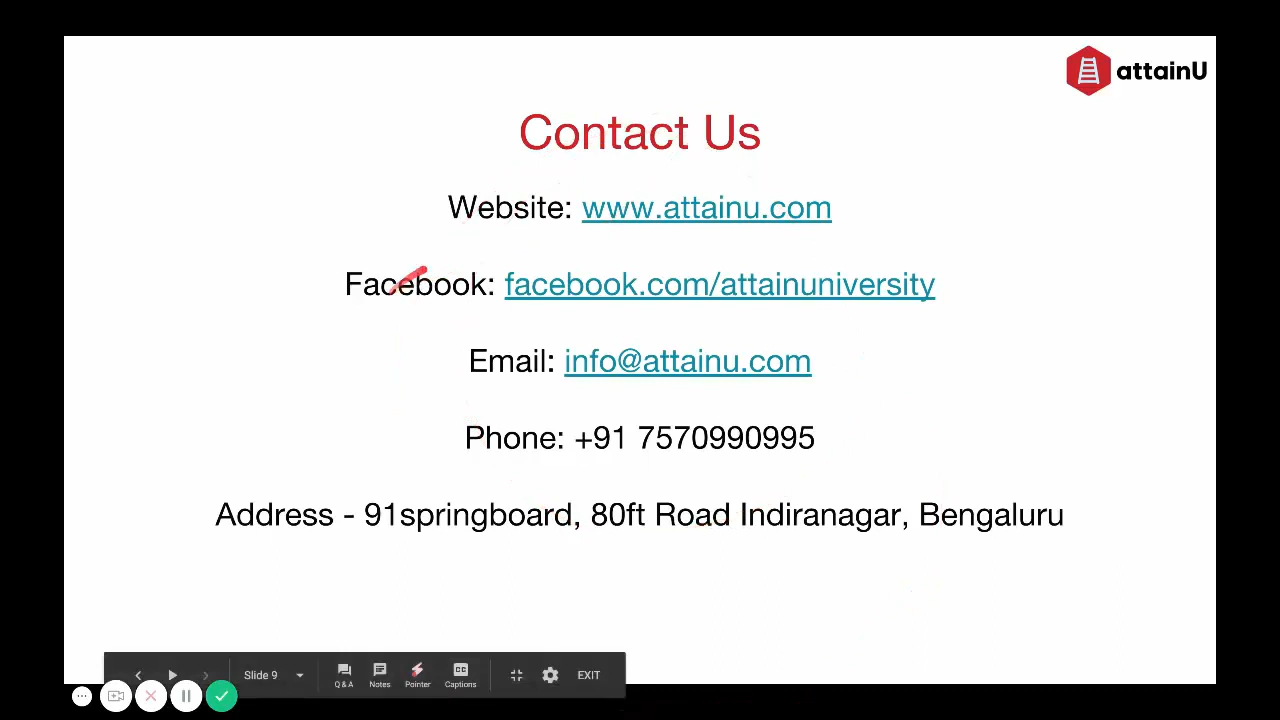 attainU
Contact Us
Website: www.attainu.com
Facebook: facebook.com/attainuniversity
Email: info@attainu.com
Phone: +91 7570990995
Address - 91springboard, 80ft Road Indiranagar, Bengaluru
Slide 9
Q & A
Notes
Pointer
CC
Captions
EXIT